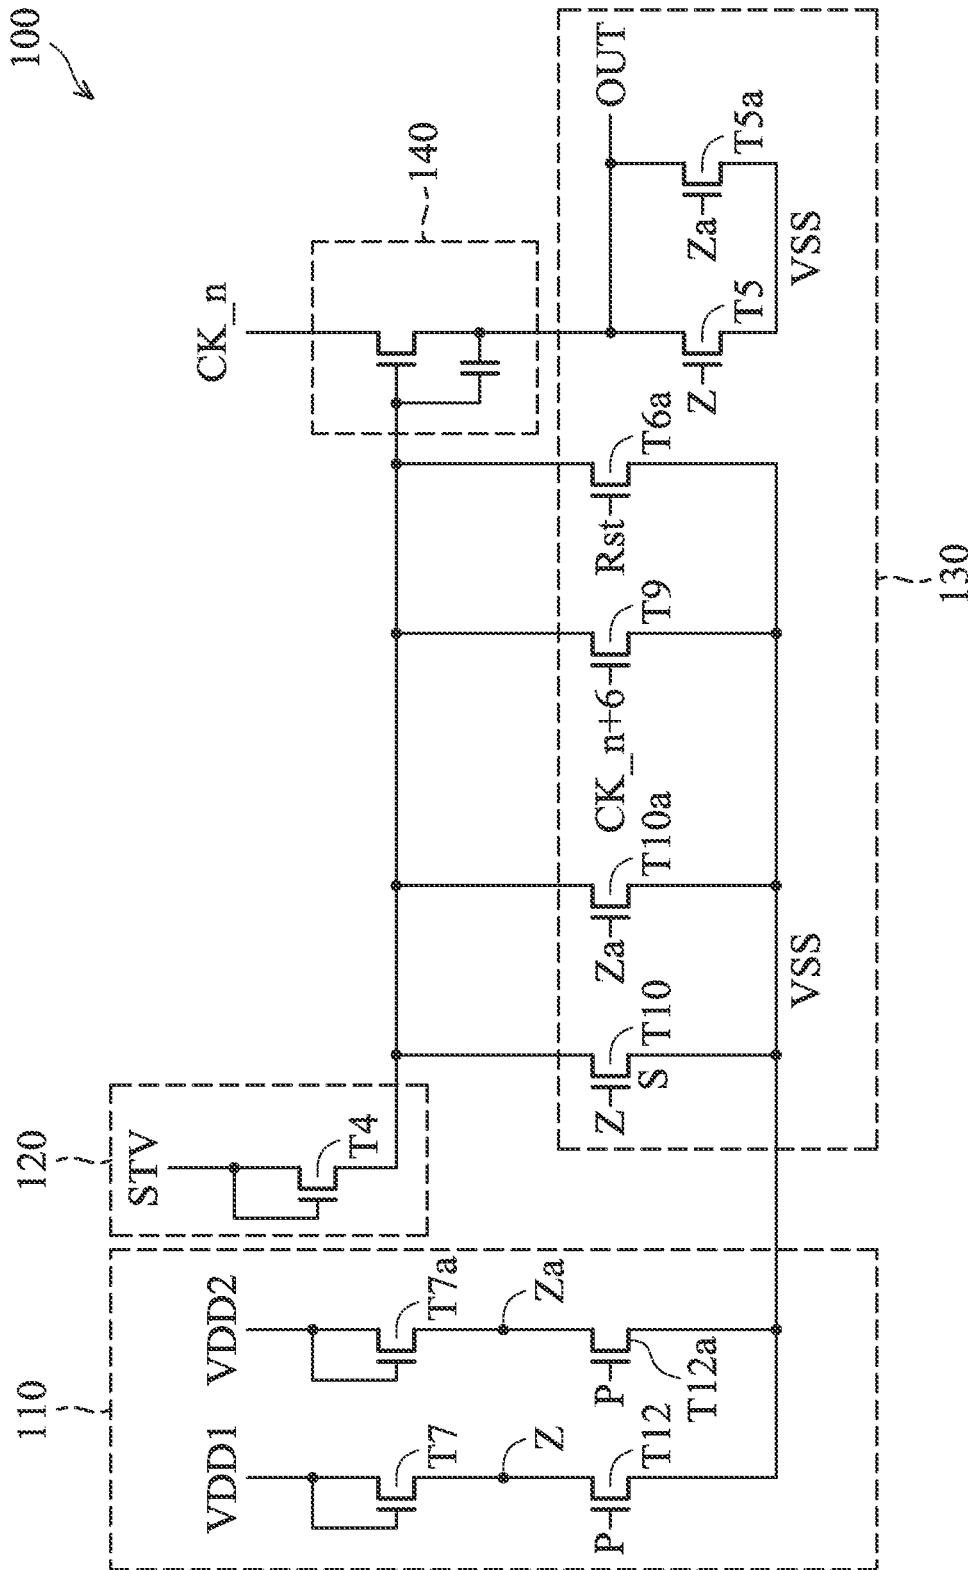 100
110
120
140
130
VDD1
VDD2
STV
CK_n
T7
T7a
T4
Z
Za
P
T12
P
T12a
Z
T10
S
Za
T10a
CK_n+6
T9
Rst
T6a
Z
T5
Za
T5a
OUT
VSS
VSS